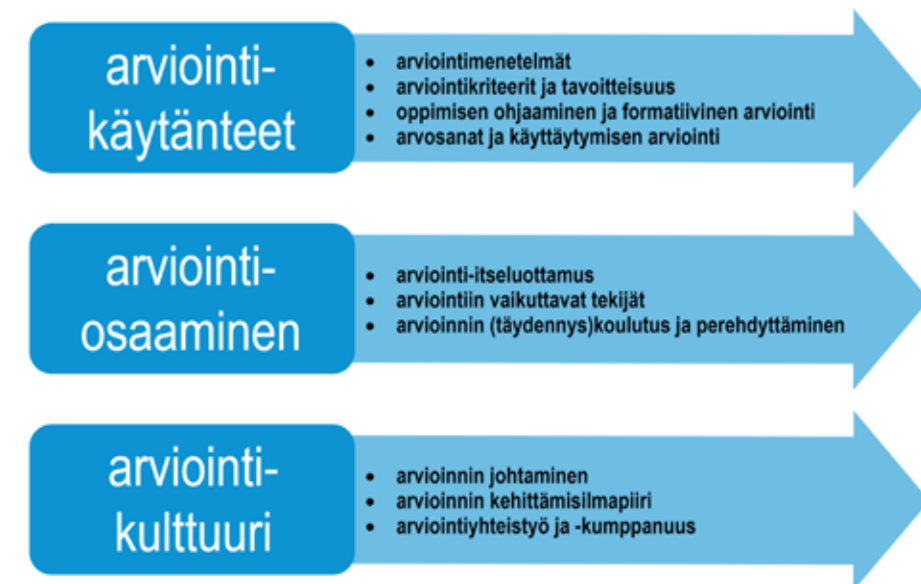 arviointi-
käytänteet
• arviointimenetelmät
• arviointikriteerit ja tavoitteisuus
• oppimisen ohjaaminen ja formatiivinen arviointi
• arvosanat ja käyttäytymisen arviointi
arviointi-
osaaminen
• arviointi-itseluottamus
• arviointiin vaikuttavat tekijät
• arvioinnin (täydennys)koulutus ja perehdyttäminen
arviointi-
kulttuuri
• arvioinnin johtaminen
• arvioinnin kehittämisilmapiiri
• arviointiyhteistyö ja -kumppanuus